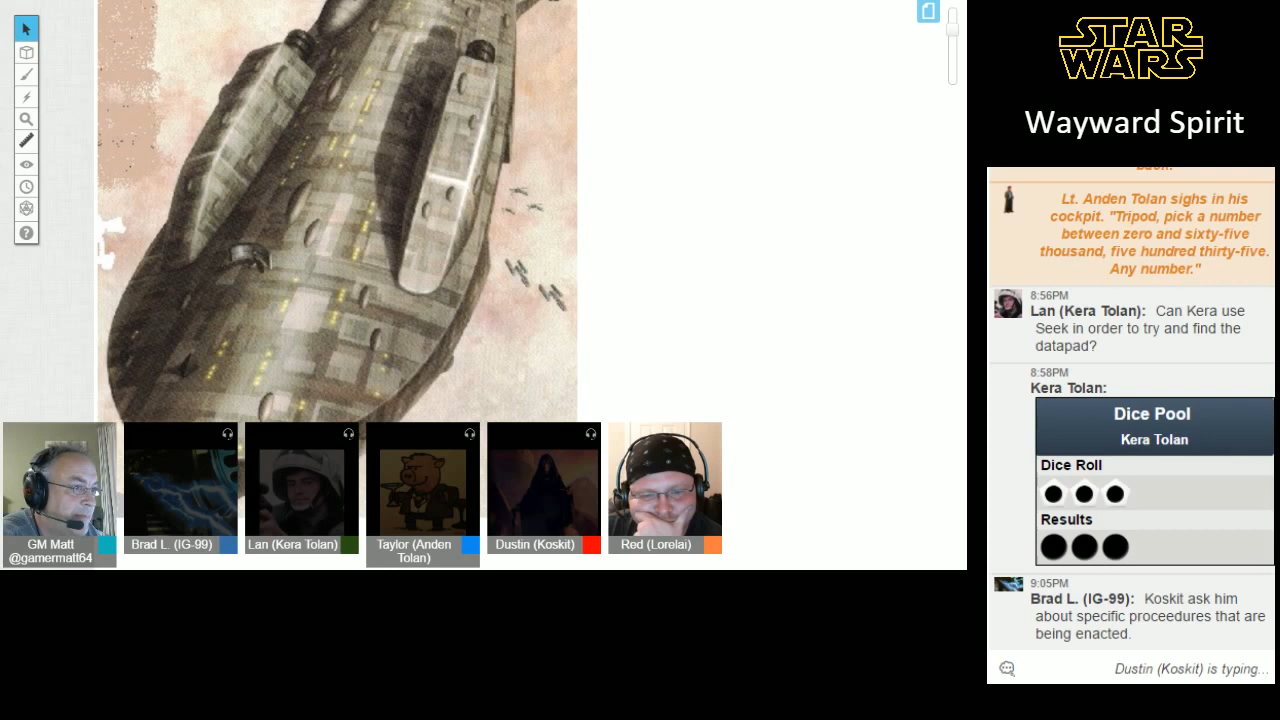 STAR
WARS
Wayward Spirit
Lt. Anden Tolan sighs in his
cockpit. "Tripod, pick a number
between zero and sixty-five
thousand, five hundred thirty-five.
Any number."
8:56PM
Lan (Kera Tolan): Can Kera use
Seek in order to try and find the
datapad?
8:58PM
Kera Tolan:
Dice Pool
Kera Tolan
Dice Roll
Results
9:05PM
Brad L. (IG-99): Koskit ask him
about specific proceedures that are
being enacted.
Dustin (Koskit) is typing...
GM Matt
@gamermatt64
Brad L. (IG-99)
Lan (Kera Tolan)
Taylor (Anden
Tolan)
Dustin (Koskit)
Red (Lorelai)